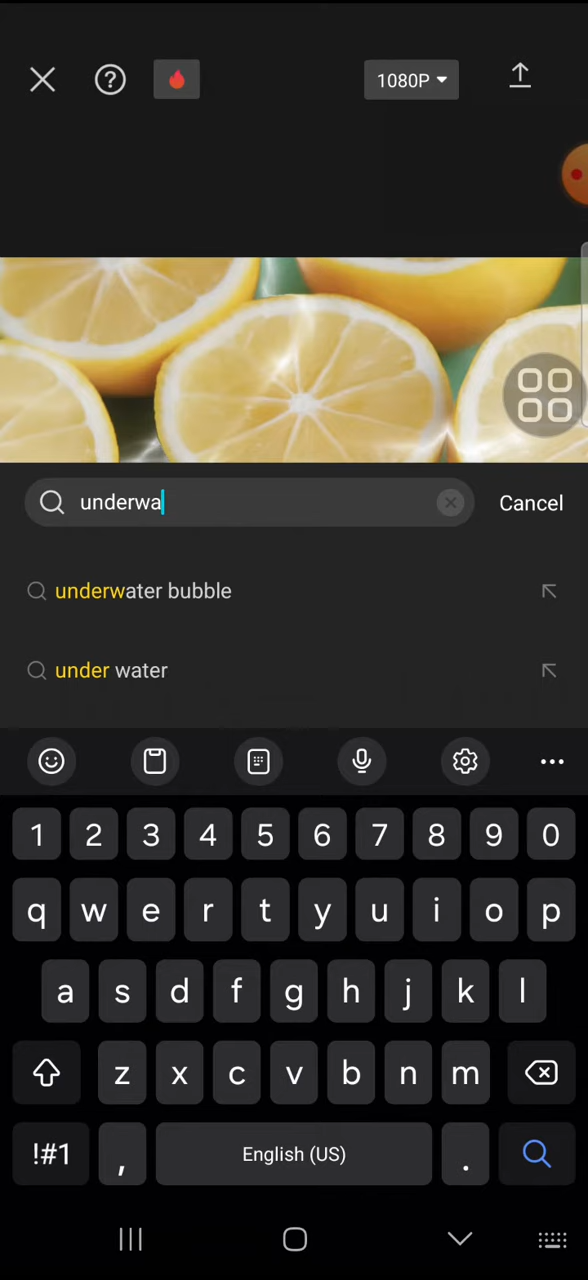 1080P
underwa
Cancel
underwater bubble
under water
1 2 3 4 5 6 7 8 9 0
q w e r t y u i o p
a s d f g h j k l
z x c v b n m
!#1 , English (US) .